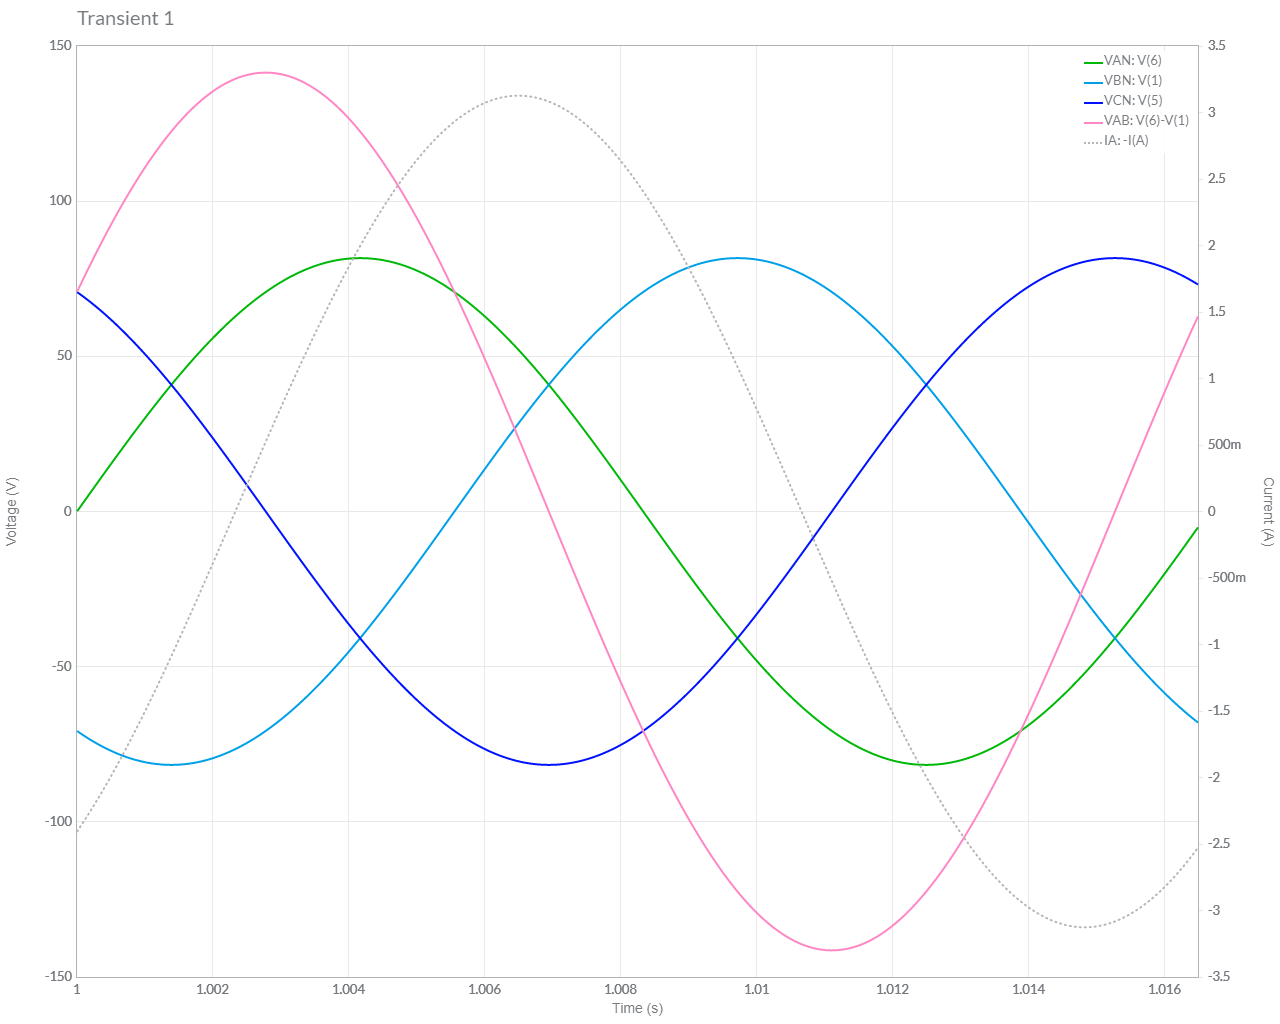 Transient 1
VAN: V(6)
VBN: V(1)
VCN: V(5)
VAB: V(6)-V(1)
IA: -I(A)
Voltage (V)
150
100
50
0
-50
-100
-150
3.5
3
2.5
2
1.5
1
500m
0
-500m
-1
-1.5
-2
-2.5
-3
-3.5
Current (A)
1
1.002
1.004
1.006
1.008
1.01
1.012
1.014
1.016
Time (s)